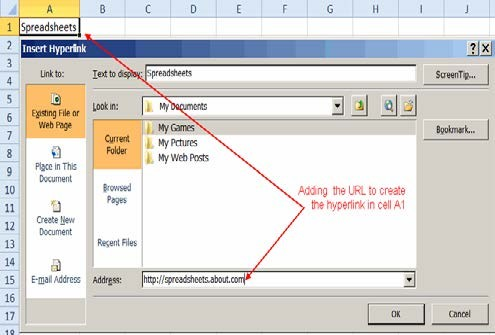 A B C D E F G H
1 Spreadsheets
2 Insert Hyperlink ? X
3 Link to: Text to display: Spreadsheets ScreenTip...
4
5 Existing File or Web Page Look in: My Documents
6
7 Current Folder My Games Bookmark...
8 My Pctures
9 Place in This Document My Web Posts
10 Browsed Pages Adding the URL to create
11 the hyperlink in cell A1
12 Create New Document
13 Recent Files
14
15 E-mail Address Address: http://spreadsheets.about.com
16
17 OK Cancel
18